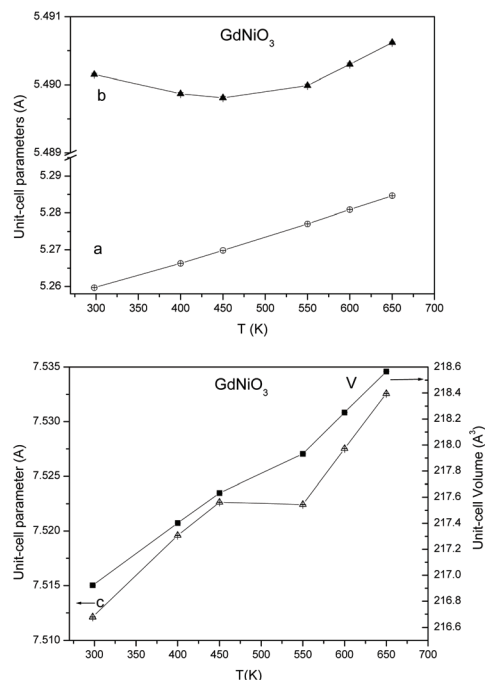 GdNiO3
5.491
5.490
5.489
5.29
5.28
5.27
5.26
Unit-cell parameters (A)
b
a
300 350 400 450 500 550 600 650 700
T (K)
GdNiO3
V
c
7.535
7.530
7.525
7.520
7.515
7.510
Unit-cell parameter (A)
218.6
218.4
218.2
218.0
217.8
217.6
217.4
217.2
217.0
216.8
216.6
Unit-cell Volume (A3)
300 350 400 450 500 550 600 650 700
T(K)